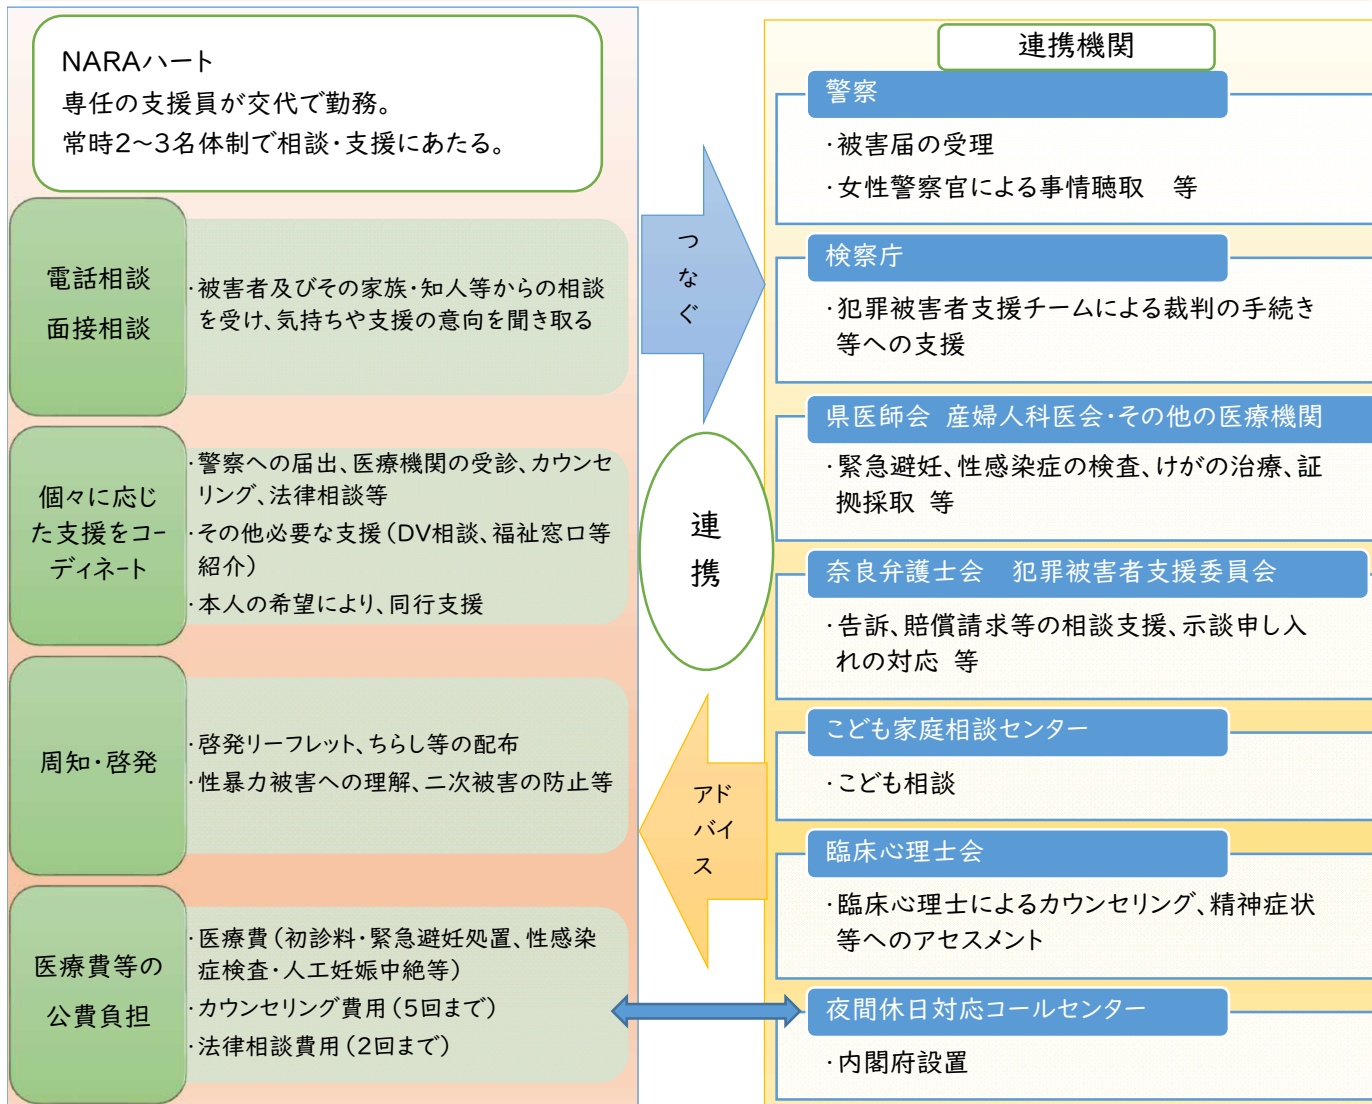 NARAハート
専任の支援員が交代で勤務。
常時2～3名体制で相談・支援にあたる。
電話相談
面接相談
・被害者及びその家族・知人等からの相談
を受け、気持ちや支援の意向を聞き取る
個々に応じ
た支援をコー
ディネート
・警察への届出、医療機関の受診、カウンセ
リング、法律相談等
・その他必要な支援（DV相談、福祉窓口等
紹介）
・本人の希望により、同行支援
周知・啓発
・啓発リーフレット、ちらし等の配布
・性暴力被害への理解、二次被害の防止等
医療費等の
公費負担
・医療費（初診料・緊急避妊処置、性感染
症検査・人工妊娠中絶等）
・カウンセリング費用（5回まで）
・法律相談費用（2回まで）
つ
な
ぐ
連
携
アド
バイ
ス
連携機関
警察
・被害届の受理
・女性警察官による事情聴取　等
検察庁
・犯罪被害者支援チームによる裁判の手続き
等への支援
県医師会 産婦人科医会・その他の医療機関
・緊急避妊、性感染症の検査、けがの治療、証
拠採取 等
奈良弁護士会　犯罪被害者支援委員会
・告訴、賠償請求等の相談支援、示談申し入
れの対応 等
こども家庭相談センター
・こども相談
臨床心理士会
・臨床心理士によるカウンセリング、精神症状
等へのアセスメント
夜間休日対応コールセンター
・内閣府設置